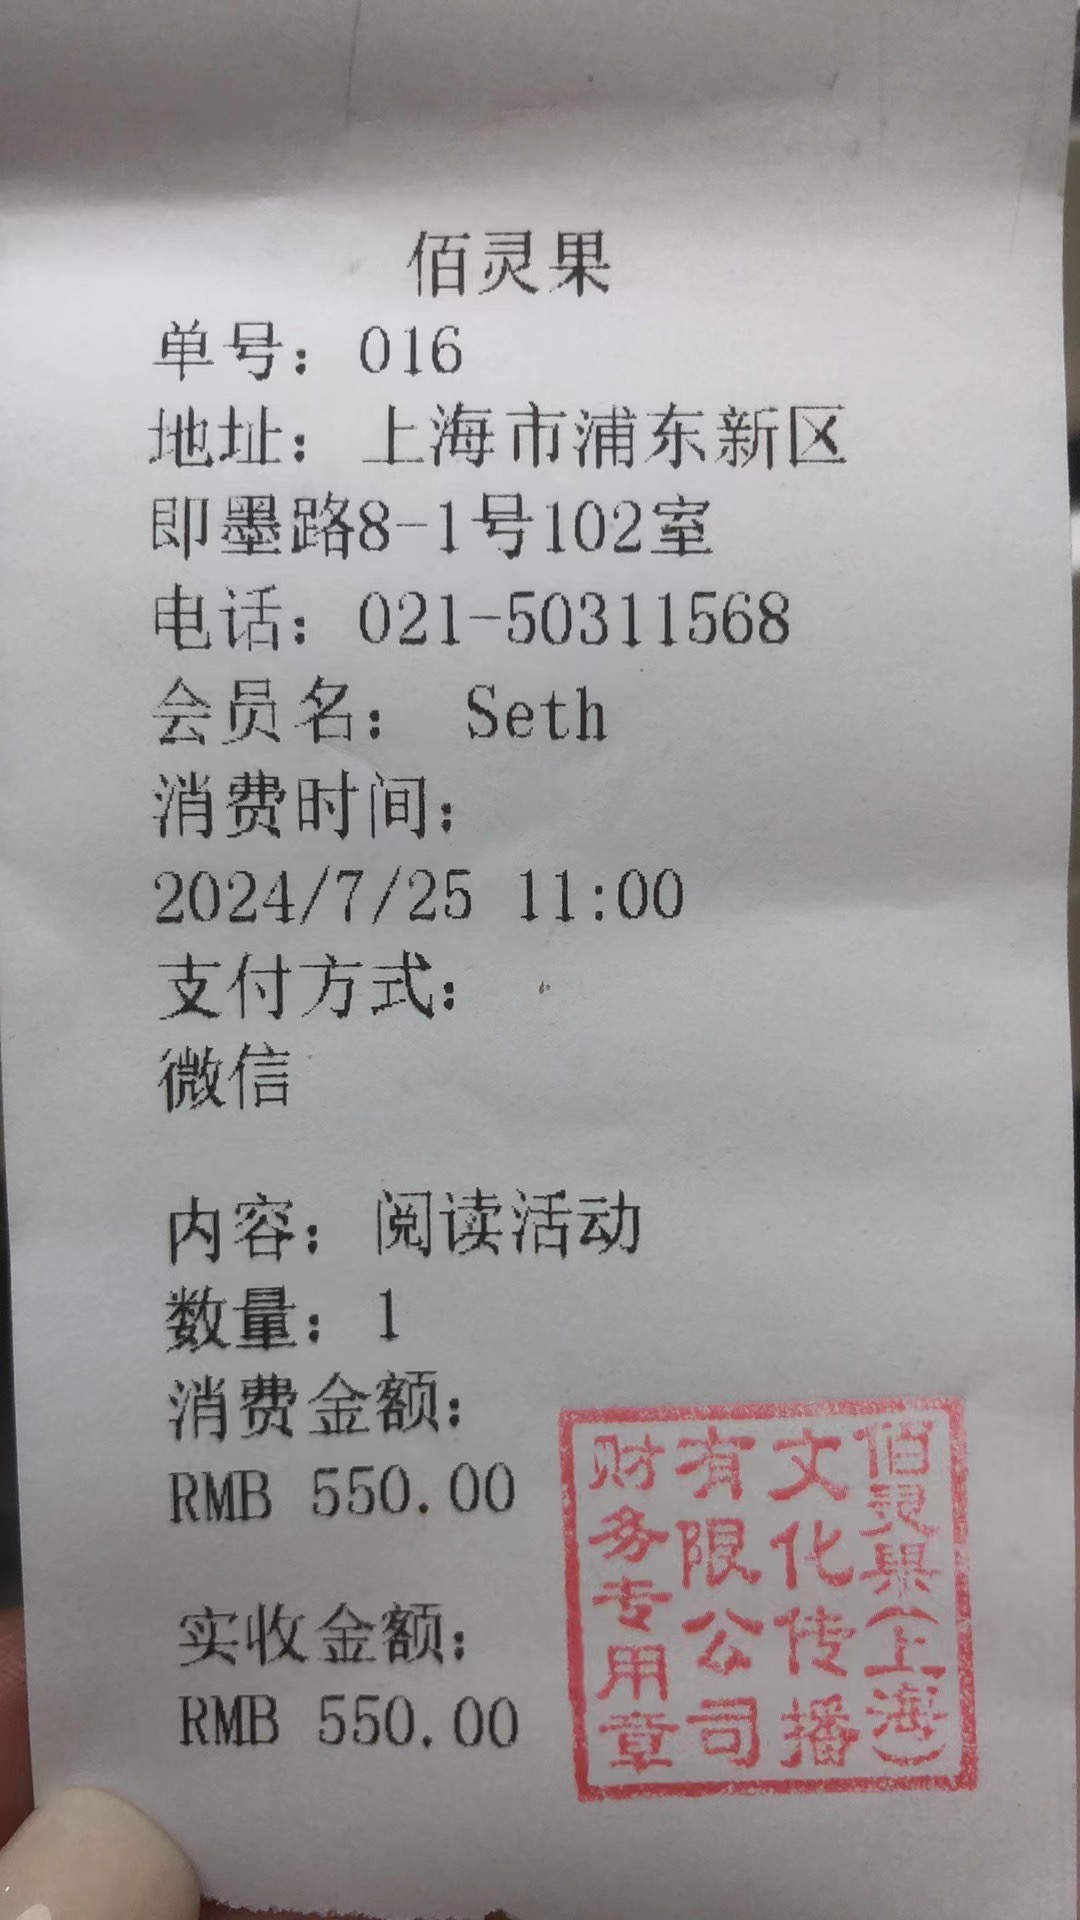 佰灵果
单号：016
地址：上海市浦东新区
即墨路8-1号102室
电话：021-50311568
会员名： Seth
消费时间：
2024/7/25 11:00
支付方式：
微信
内容：阅读活动
数量：1
消费金额：
RMB 550.00
实收金额：
RMB 550.00
佰灵果(上海)
文化传播
有限公司
财务专用章